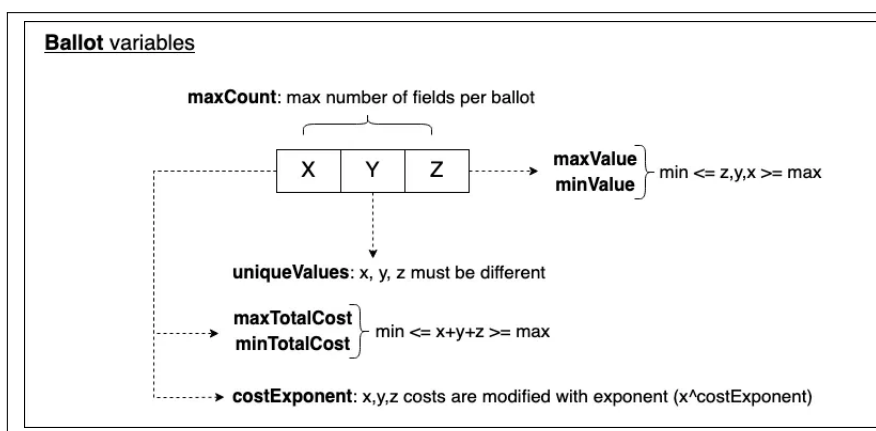 Ballot variables
maxCount: max number of fields per ballot
X Y Z
maxValue
minValue
min <= z,y,x >= max
uniqueValues: x, y, z must be different
maxTotalCost
minTotalCost
min <= x+y+z >= max
costExponent: x,y,z costs are modified with exponent (x^costExponent)